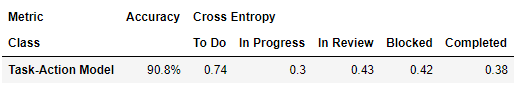 Metric Accuracy Cross Entropy
Class To Do In Progress In Review Blocked Completed
Task-Action Model 90.8% 0.74 0.3 0.43 0.42 0.38